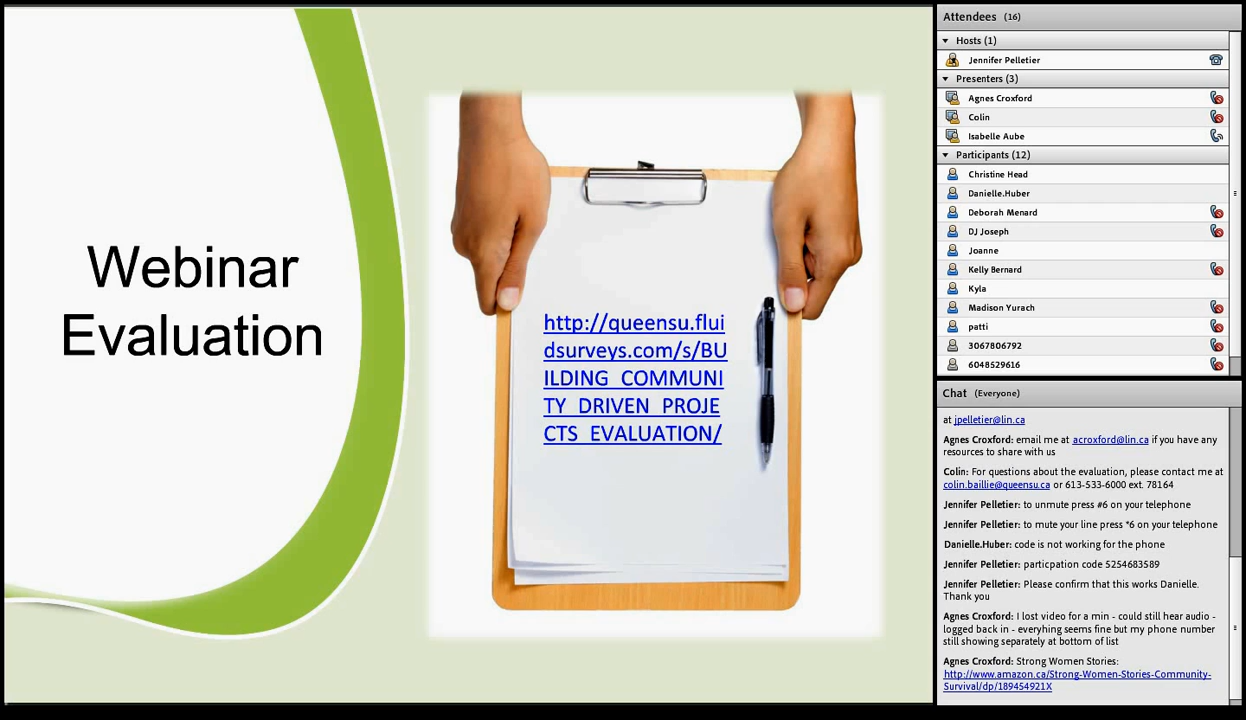 Webinar
Evaluation
http://queensu.flui
dsurveys.com/s/BU
ILDING_COMMUNI
TY_DRIVEN_PROJE
CTS_EVALUATION/
Attendees (16)
Hosts (1)
Jennifer Pelletier
Presenters (3)
Agnes Croxford
Colin
Isabelle Aube
Participants (12)
Christine Head
Danielle.Huber
Deborah Menard
DJ Joseph
Joanne
Kelly Bernard
Kyla
Madison Yurach
patti
3067806792
6048529616
Chat (Everyone)
at jpelletier@lin.ca
Agnes Croxford: email me at acroxford@lin.ca if you have any
resources to share with us
Colin: For questions about the evaluation, please contact me at
colin.baillie@queensu.ca or 613-533-6000 ext. 78164
Jennifer Pelletier: to unmute press #6 on your telephone
Jennifer Pelletier: to mute your line press *6 on your telephone
Danielle.Huber: code is not working for the phone
Jennifer Pelletier: particpation code 5254683589
Jennifer Pelletier: Please confirm that this works Danielle.
Thank you
Agnes Croxford: I lost video for a min - could still hear audio -
logged back in - everyhing seems fine but my phone number
still showing separately at bottom of list
Agnes Croxford: Strong Women Stories:
http://www.amazon.ca/Strong-Women-Stories-Community-
Survival/dp/189454921X